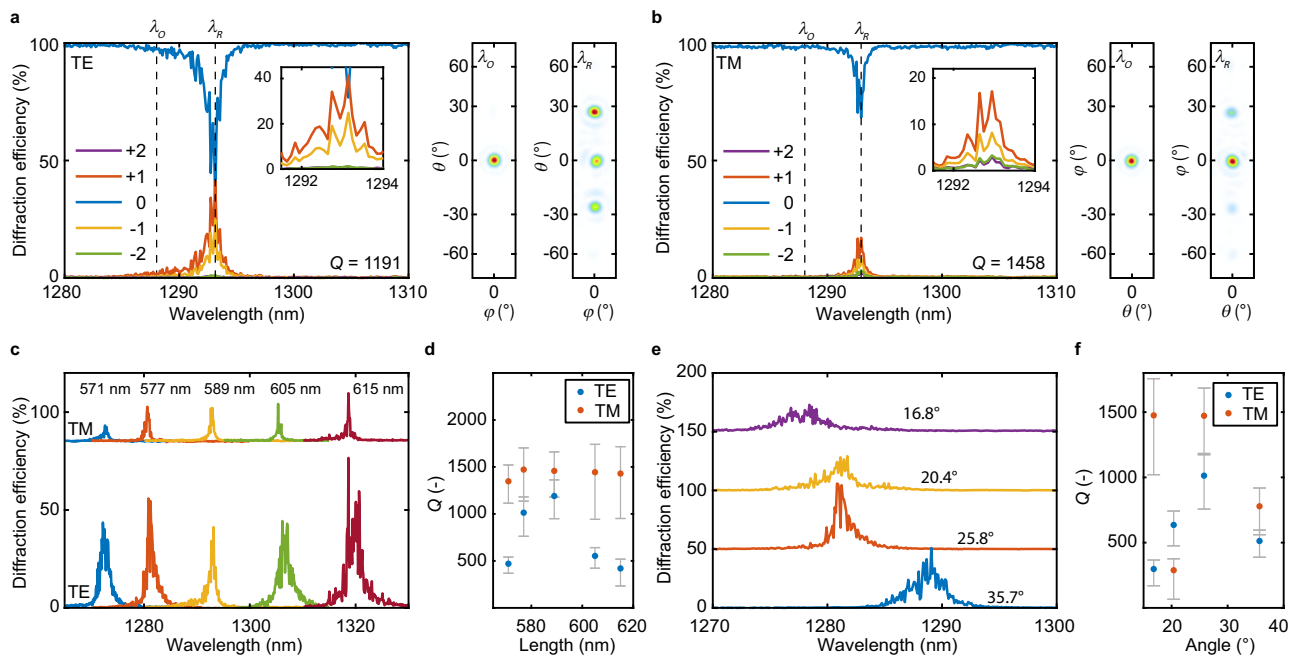 a
λO
λR
100
50
0
Diffraction efficiency (%)
TE
+2
+1
0
-1
-2
40
20
0
1292
1294
Q = 1191
1280
1290
1300
1310
Wavelength (nm)
λO
60
30
0
-30
-60
θ (°)
0
φ (°)
λR
60
30
0
-30
-60
θ (°)
0
φ (°)
b
λO
λR
100
50
0
Diffraction efficiency (%)
TM
+2
+1
0
-1
-2
20
10
0
1292
1294
Q = 1458
1280
1290
1300
1310
Wavelength (nm)
λO
60
30
0
-30
-60
φ (°)
0
θ (°)
λR
60
30
0
-30
-60
φ (°)
0
θ (°)
c
571 nm
577 nm
589 nm
605 nm
615 nm
100
50
0
Diffraction efficiency (%)
TM
TE
1280
1300
1320
Wavelength (nm)
d
TE
TM
2000
1500
1000
500
Q (-)
580
600
620
Length (nm)
e
200
150
100
50
0
Diffraction efficiency (%)
16.8°
20.4°
25.8°
35.7°
1270
1280
1290
1300
Wavelength (nm)
f
TE
TM
1500
1000
500
Q (-)
20
30
40
Angle (°)